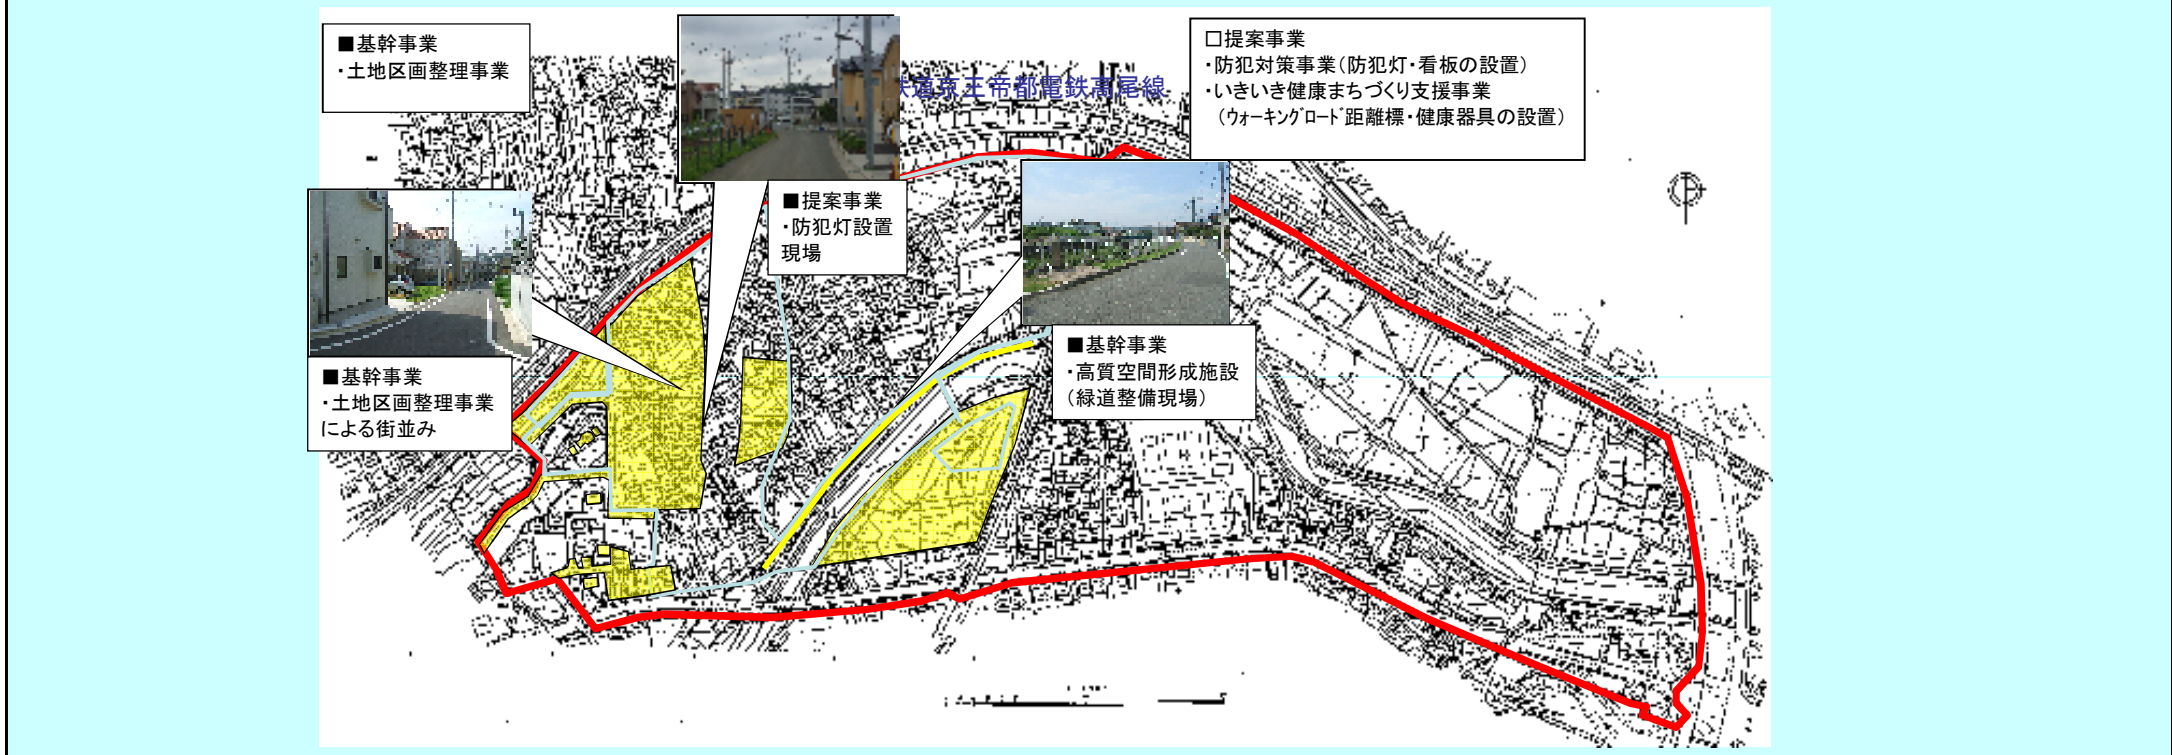 ■基幹事業
・土地区画整理事業
道京王帝都電鉄高尾線
□提案事業
・防犯対策事業(防犯灯・看板の設置)
・いきいき健康まちづくり支援事業
(ウォーキングロード距離標・健康器具の設置)
■提案事業
・防犯灯設置
現場
■基幹事業
・高質空間形成施設
(緑道整備現場)
■基幹事業
・土地区画整理事業
による街並み